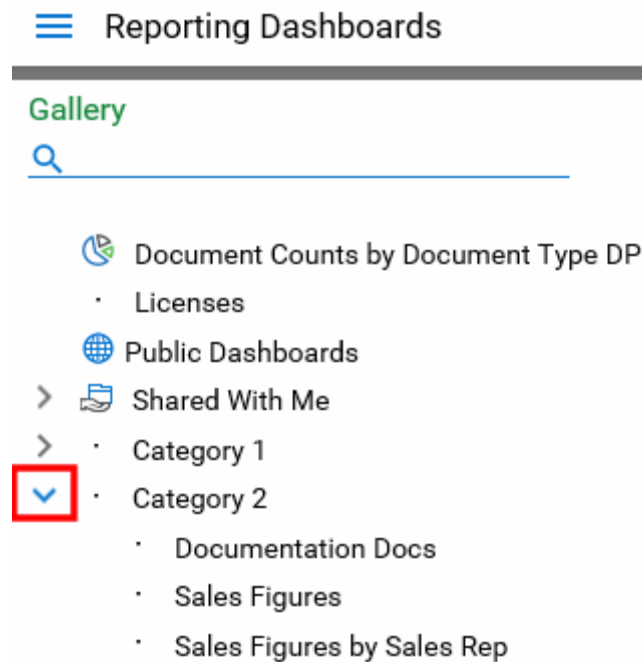 Reporting Dashboards
Gallery
Document Counts by Document Type DP
Licenses
Public Dashboards
Shared With Me
Category 1
Category 2
Documentation Docs
Sales Figures
Sales Figures by Sales Rep